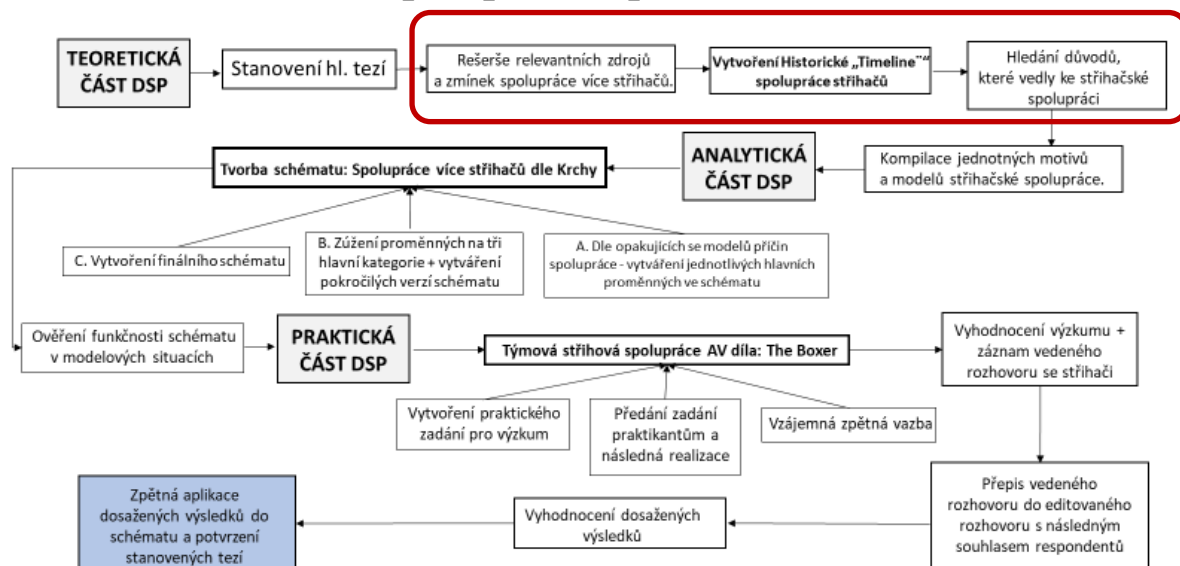 TEORETICKÁ
ČÁST DSP
Stanovení hl. tezí
Rešerše relevantních zdrojů
a zmínek spolupráce více střihačů.
Vytvoření Historické „Timeline¨“
spolupráce střihačů
Hledání důvodů,
které vedly ke střihačské
spolupráci
Kompilace jednotných motivů
a modelů střihačské spolupráce.
ANALYTICKÁ
ČÁST DSP
Tvorba schématu: Spolupráce více střihačů dle Krchy
C. Vytvoření finálního schématu
B. Zúžení proměnných na tři
hlavní kategorie + vytváření
pokročilých verzí schématu
A. Dle opakujících se modelů příčin
spolupráce - vytváření jednotlivých hlavních
proměnných ve schématu
Ověření funkčnosti schématu
v modelových situacích
PRAKTICKÁ
ČÁST DSP
Týmová střihová spolupráce AV díla: The Boxer
Vyhodnocení výzkumu +
záznam vedeného
rozhovoru se střihači
Vytvoření praktického
zadání pro výzkum
Předání zadání
praktikantům a
následná realizace
Vzájemná zpětná vazba
Přepis vedeného
rozhovoru do editovaného
rozhovoru s následným
souhlasem respondentů
Vyhodnocení dosažených
výsledků
Zpětná aplikace
dosažených výsledků do
schématu a potvrzení
stanovených tezí